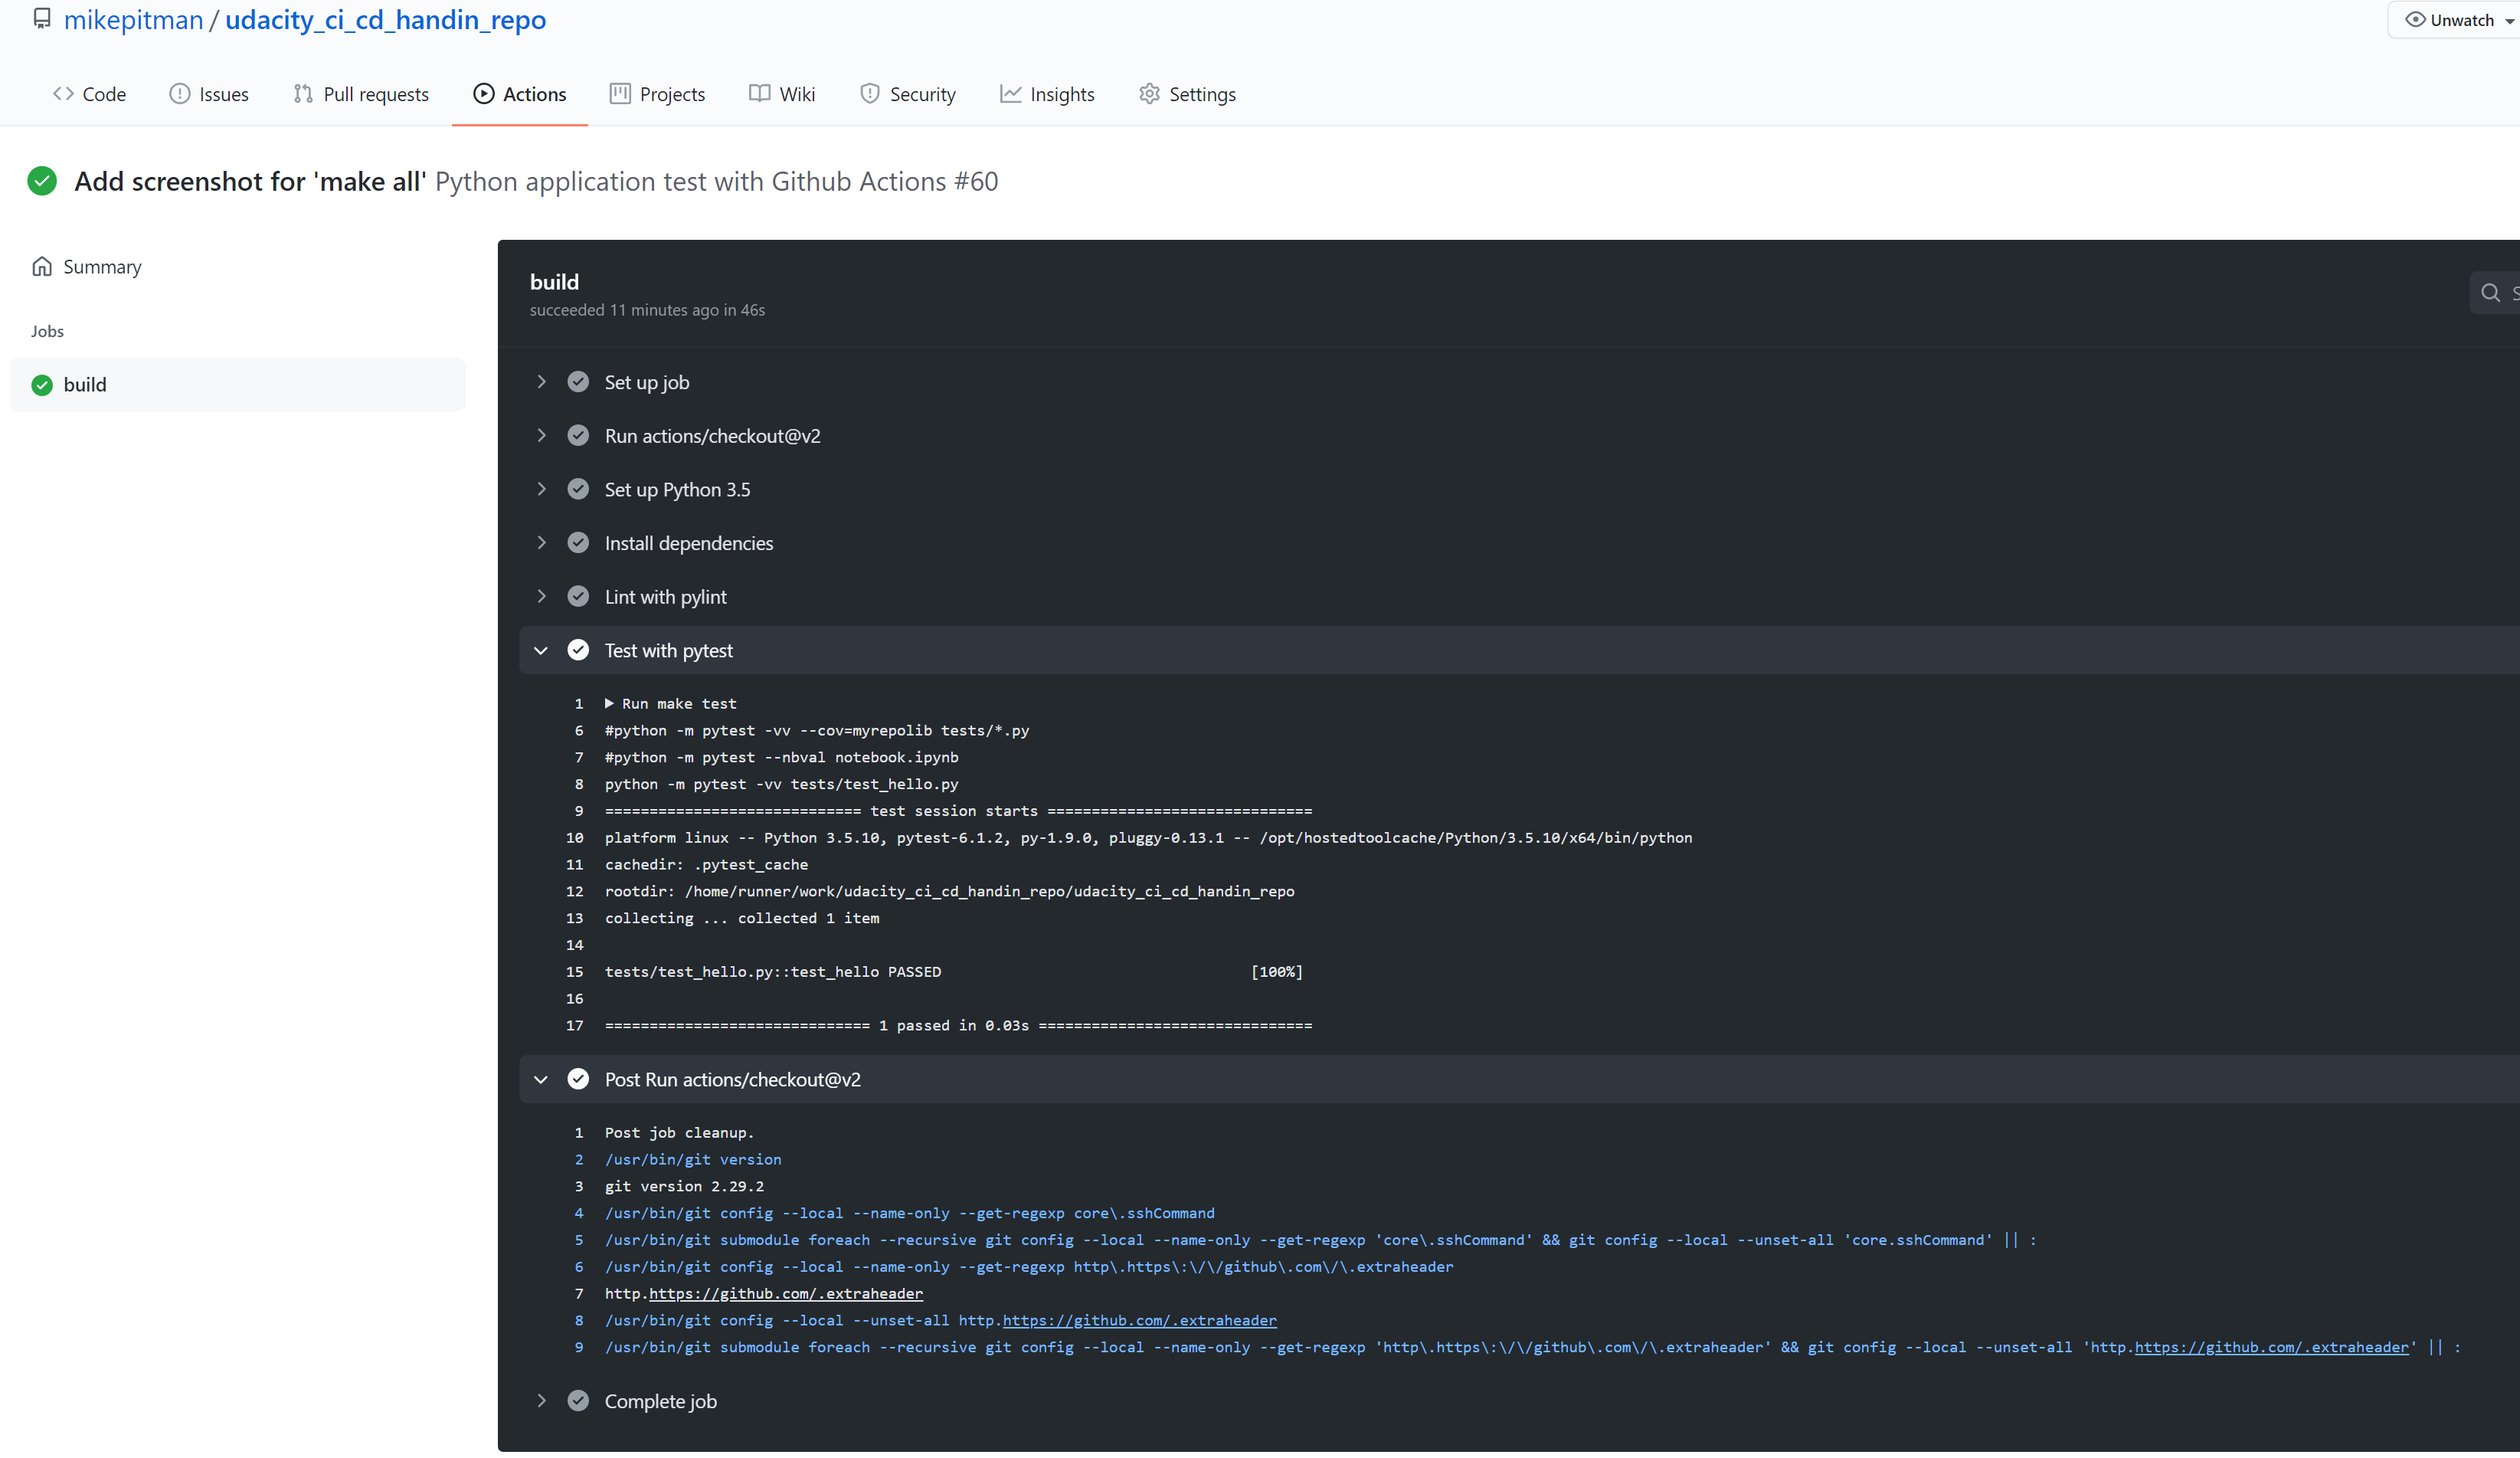 mikepitman / udacity_ci_cd_handin_repo
Unwatch
Code Issues Pull requests Actions Projects Wiki Security Insights Settings
Add screenshot for 'make all' Python application test with Github Actions #60
Summary
Jobs
build
build
succeeded 11 minutes ago in 46s
Set up job
Run actions/checkout@v2
Set up Python 3.5
Install dependencies
Lint with pylint
Test with pytest
1 Run make test
6 #python -m pytest -vv --cov=myrepolib tests/*.py
7 #python -m pytest --nbval notebook.ipynb
8 python -m pytest -vv tests/test_hello.py
9 ============================= test session starts ==============================
10 platform linux -- Python 3.5.10, pytest-6.1.2, py-1.9.0, pluggy-0.13.1 -- /opt/hostedtoolcache/Python/3.5.10/x64/bin/python
11 cachedir: .pytest_cache
12 rootdir: /home/runner/work/udacity_ci_cd_handin_repo/udacity_ci_cd_handin_repo
13 collecting ... collected 1 item
14
15 tests/test_hello.py::test_hello PASSED [100%]
16
17 ============================== 1 passed in 0.03s ===============================
Post Run actions/checkout@v2
1 Post job cleanup.
2 /usr/bin/git version
3 git version 2.29.2
4 /usr/bin/git config --local --name-only --get-regexp core\.sshCommand
5 /usr/bin/git submodule foreach --recursive git config --local --name-only --get-regexp 'core\.sshCommand' && git config --local --unset-all 'core.sshCommand' || :
6 /usr/bin/git config --local --name-only --get-regexp http\.https\:\/\/github\.com\/\.extraheader
7 http.https://github.com/.extraheader
8 /usr/bin/git config --local --unset-all http.https://github.com/.extraheader
9 /usr/bin/git submodule foreach --recursive git config --local --name-only --get-regexp 'http\.https\:\/\/github\.com\/\.extraheader' && git config --local --unset-all 'http.https://github.com/.extraheader' || :
Complete job